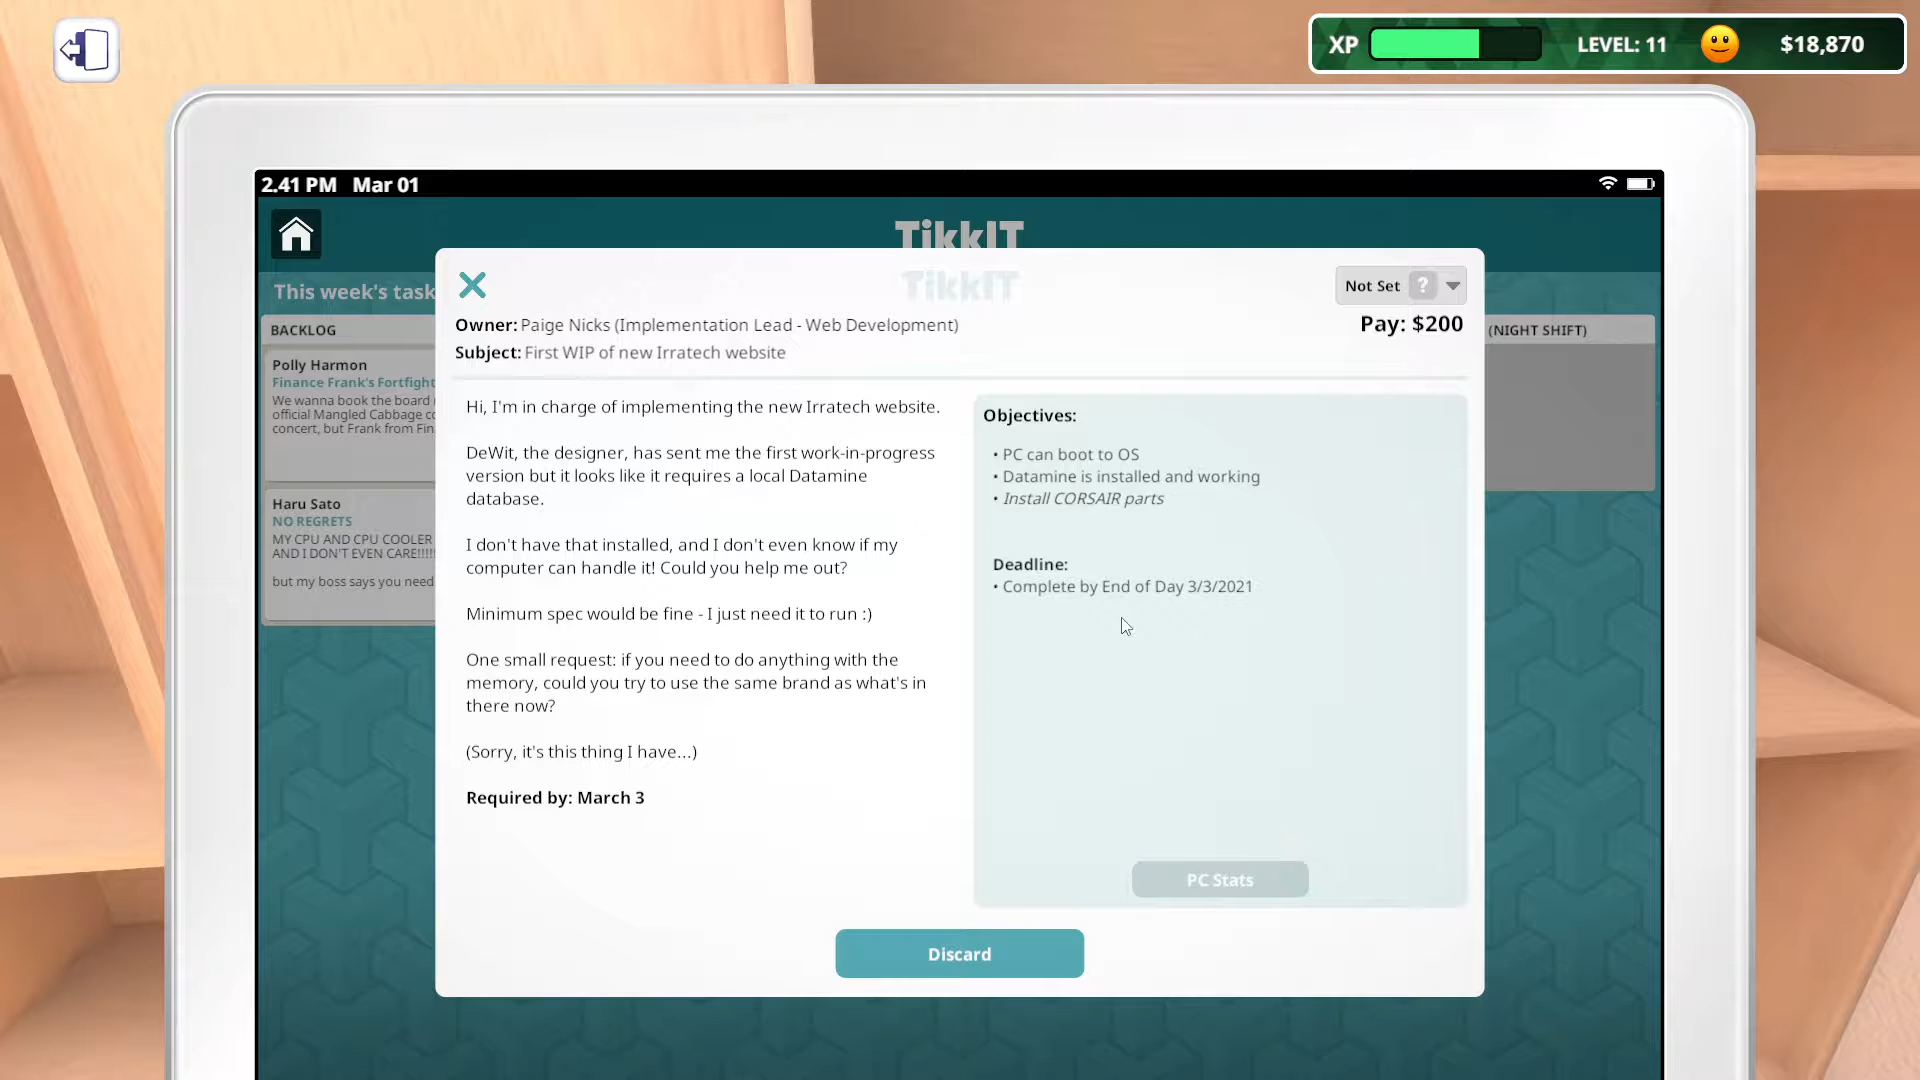 XP
LEVEL: 11
$18,870
2.41 PM Mar 01
TikkIT
This week's task
TikkIT
Not Set ?
Owner: Paige Nicks (Implementation Lead - Web Development)
Pay: $200
Subject: First WIP of new Irratech website
BACKLOG
(NIGHT SHIFT)
Polly Harmon
Finance Frank's Fortfight
We wanna book the board
official Mangled Cabbage
concert, but Frank from Fin
Haru Sato
NO REGRETS
MY CPU AND CPU COOLER
AND I DON'T EVEN CARE!!!!
but my boss says you need
Hi, I'm in charge of implementing the new Irratech website.
DeWit, the designer, has sent me the first work-in-progress
version but it looks like it requires a local Datamine
database.
I don't have that installed, and I don't even know if my
computer can handle it! Could you help me out?
Minimum spec would be fine - I just need it to run :)
One small request: if you need to do anything with the
memory, could you try to use the same brand as what's in
there now?
(Sorry, it's this thing I have...)
Required by: March 3
Objectives:
• PC can boot to OS
• Datamine is installed and working
• Install CORSAIR parts
Deadline:
• Complete by End of Day 3/3/2021
PC Stats
Discard